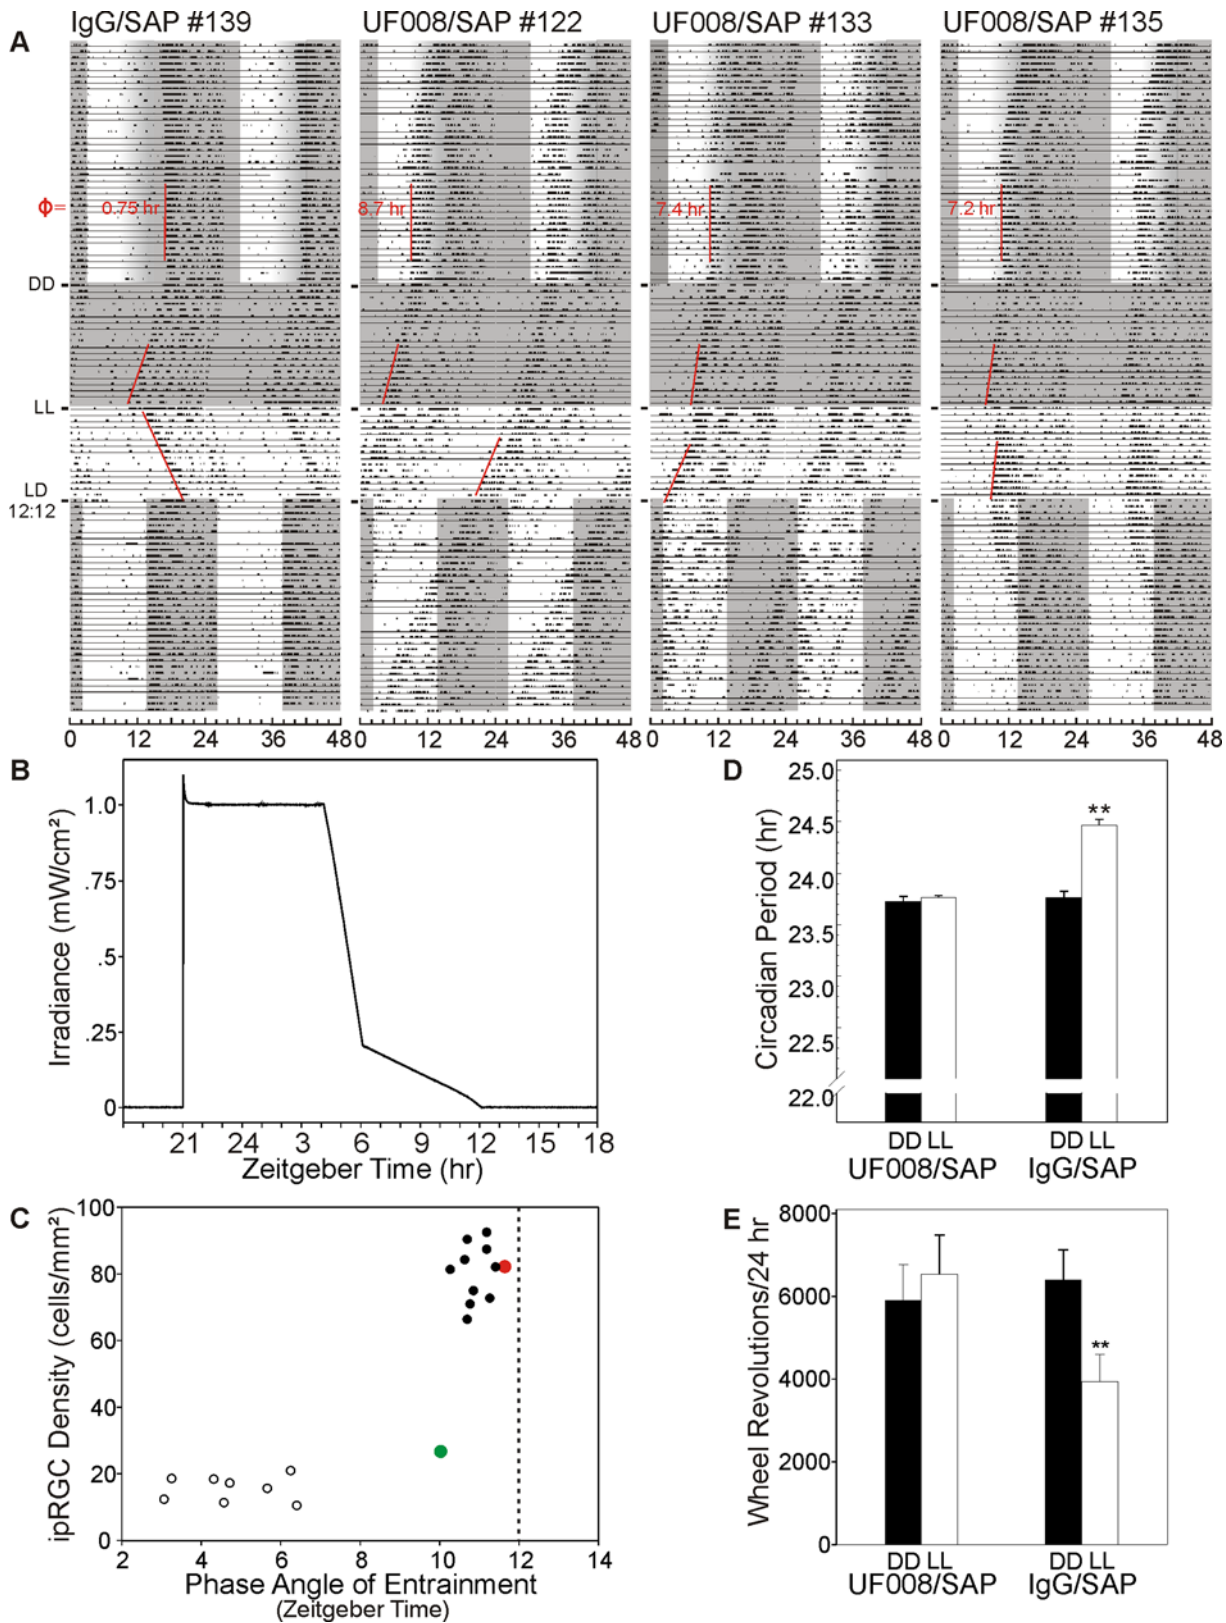 IgG/SAP #139 UF008/SAP #122 UF008/SAP #133 UF008/SAP #135
A
Φ= 0.75 hr 8.7 hr 7.4 hr 7.2 hr
DD
LL
LD
12:12
0 12 24 36 48 0 12 24 36 48 0 12 24 36 48 0 12 24 36 48
B
Irradiance (mW/cm²)
1.0
.75
.5
.25
0
21 24 3 6 9 12 15 18
Zeitgeber Time (hr)
D
Circadian Period (hr)
25.0
24.5
24.0
23.5
23.0
22.5
22.0
**
DD LL DD LL
UF008/SAP IgG/SAP
C
ipRGC Density (cells/mm²)
100
80
60
40
20
0
2 4 6 8 10 12 14
Phase Angle of Entrainment
(Zeitgeber Time)
E
Wheel Revolutions/24 hr
8000
6000
4000
2000
0
**
DD LL DD LL
UF008/SAP IgG/SAP